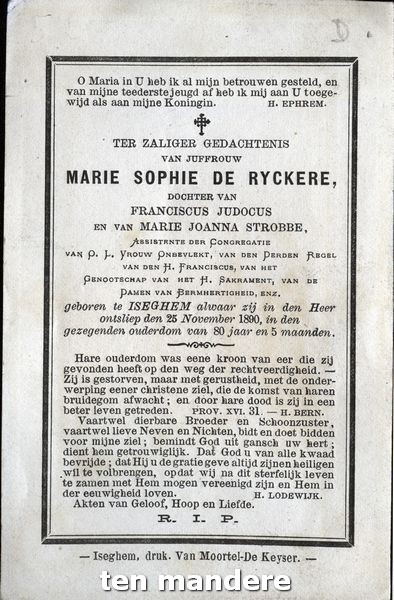 D
O Maria in U heb ik al mijn betrouwen gesteld, en
van mijne teederste jeugd af heb ik mij aan U toege-
wijd als aan mijne Koningin. H. EPHREM.
TER ZALIGER GEDACHTENIS
VAN JUFFROUW
MARIE SOPHIE DE RYCKERE,
DOCHTER VAN
FRANCISCUS JUDOCUS
EN VAN MARIE JOANNA STROBBE,
ASSISTRNTE DER CONGREGATIE
VAN O. L. VROUW ONBEVLEKT, VAN DEN DERDEN REGEL
VAN DEN H. FRANCISCUS, VAN HET
GENOOTSCHAP VAN HET H. SAKRAMENT, VAN DE
DAMEN VAN BERMHERTIGHEID, ENZ.
geboren te ISEGHEM alwaar zij in den Heer
ontsliep den 25 November 1890, in den
gezegenden ouderdom van 80 jaar en 5 maanden.
Hare ouderdom was eene kroon van eer die zij
gevonden heeft op den weg der rechtveerdigheid. —
Zij is gestorven, maar met gerustheid, met de onder-
werping eener christene ziel, die de komst van haren
bruidegom afwacht; en door hare dood is zij in een
beter leven getreden. PROV. XVI. 31. — H. BERN.
Vaartwel dierbare Broeder en Schoonzuster,
vaartwel lieve Neven en Nichten, bidt en doet bidden
voor mijne ziel; bemindt God uit gansch uw hert;
dient hem getrouwiglijk. Dat God u van alle kwaad
bevrijde; dat Hij u de gratie geve altijd zijnen heiligen
wil te volbrengen, opdat wij na dit sterfelijk leven
te zamen met Hem mogen vereenigd zijn en Hem in
der eeuwigheid loven. H. LODEWIJK.
Akten van Geloof, Hoop en Liefde.
R. I. P.
— Iseghem, druk. Van Moortel-De Keyser. —
ten mandere